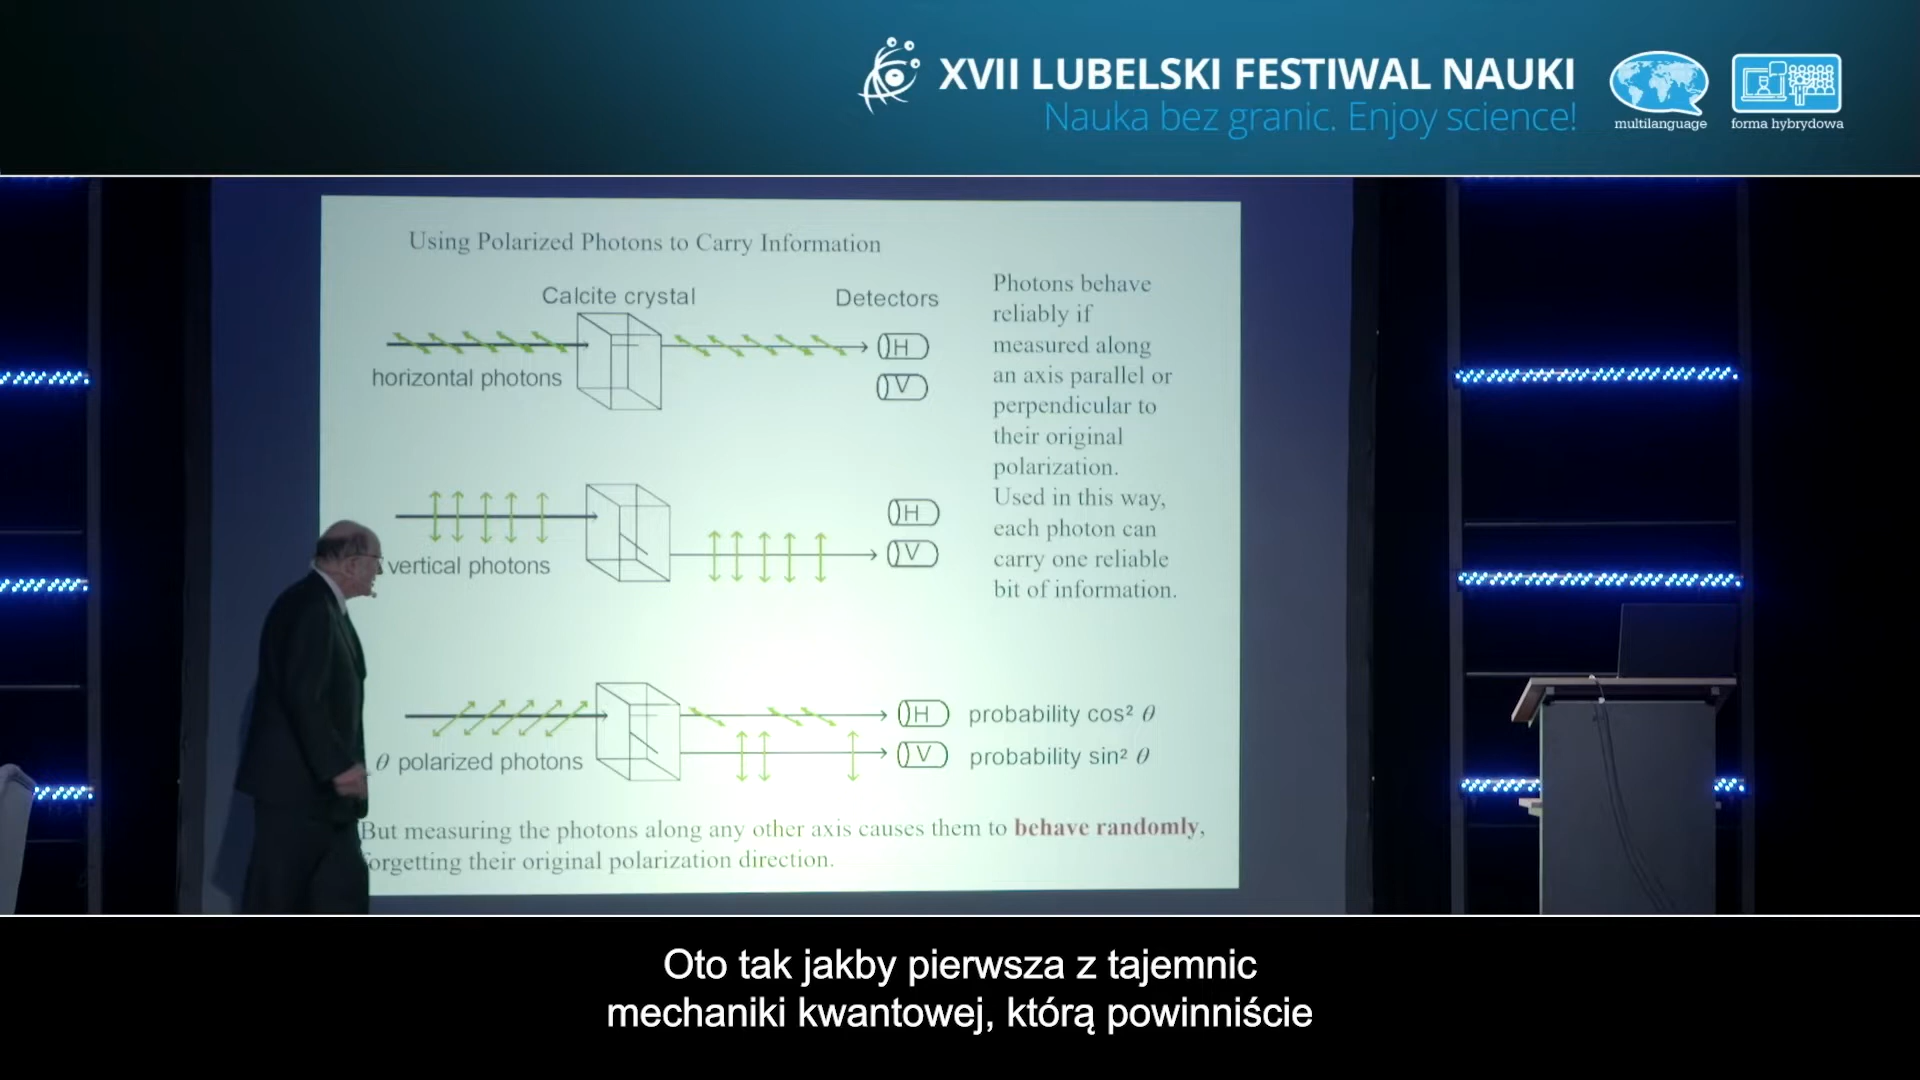 XVII LUBELSKI FESTIWAL NAUKI
Nauka bez granic. Enjoy science!
multilanguage
forma hybrydowa
Using Polarized Photons to Carry Information
Calcite crystal
Detectors
horizontal photons
H
V
Photons behave
reliably if
measured along
an axis parallel or
perpendicular to
their original
polarization.
Used in this way,
each photon can
carry one reliable
bit of information.
vertical photons
H
V
θ polarized photons
H probability cos² θ
V probability sin² θ
But measuring the photons along any other axis causes them to behave randomly,
forgetting their original polarization direction.
Oto tak jakby pierwsza z tajemnic
mechaniki kwantowej, którą powinniście